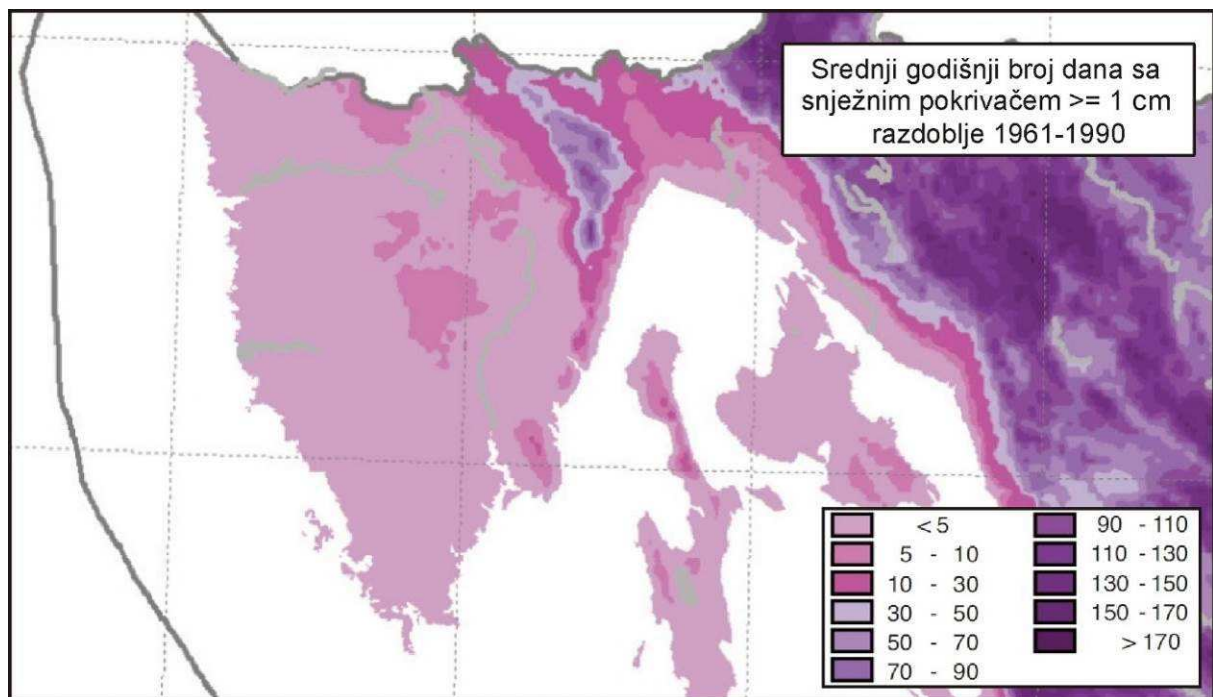 Srednji godišnji broj dana sa
snježnim pokrivačem >= 1 cm
razdoblje 1961-1990
< 5
5 - 10
10 - 30
30 - 50
50 - 70
70 - 90
90 - 110
110 - 130
130 - 150
150 - 170
> 170